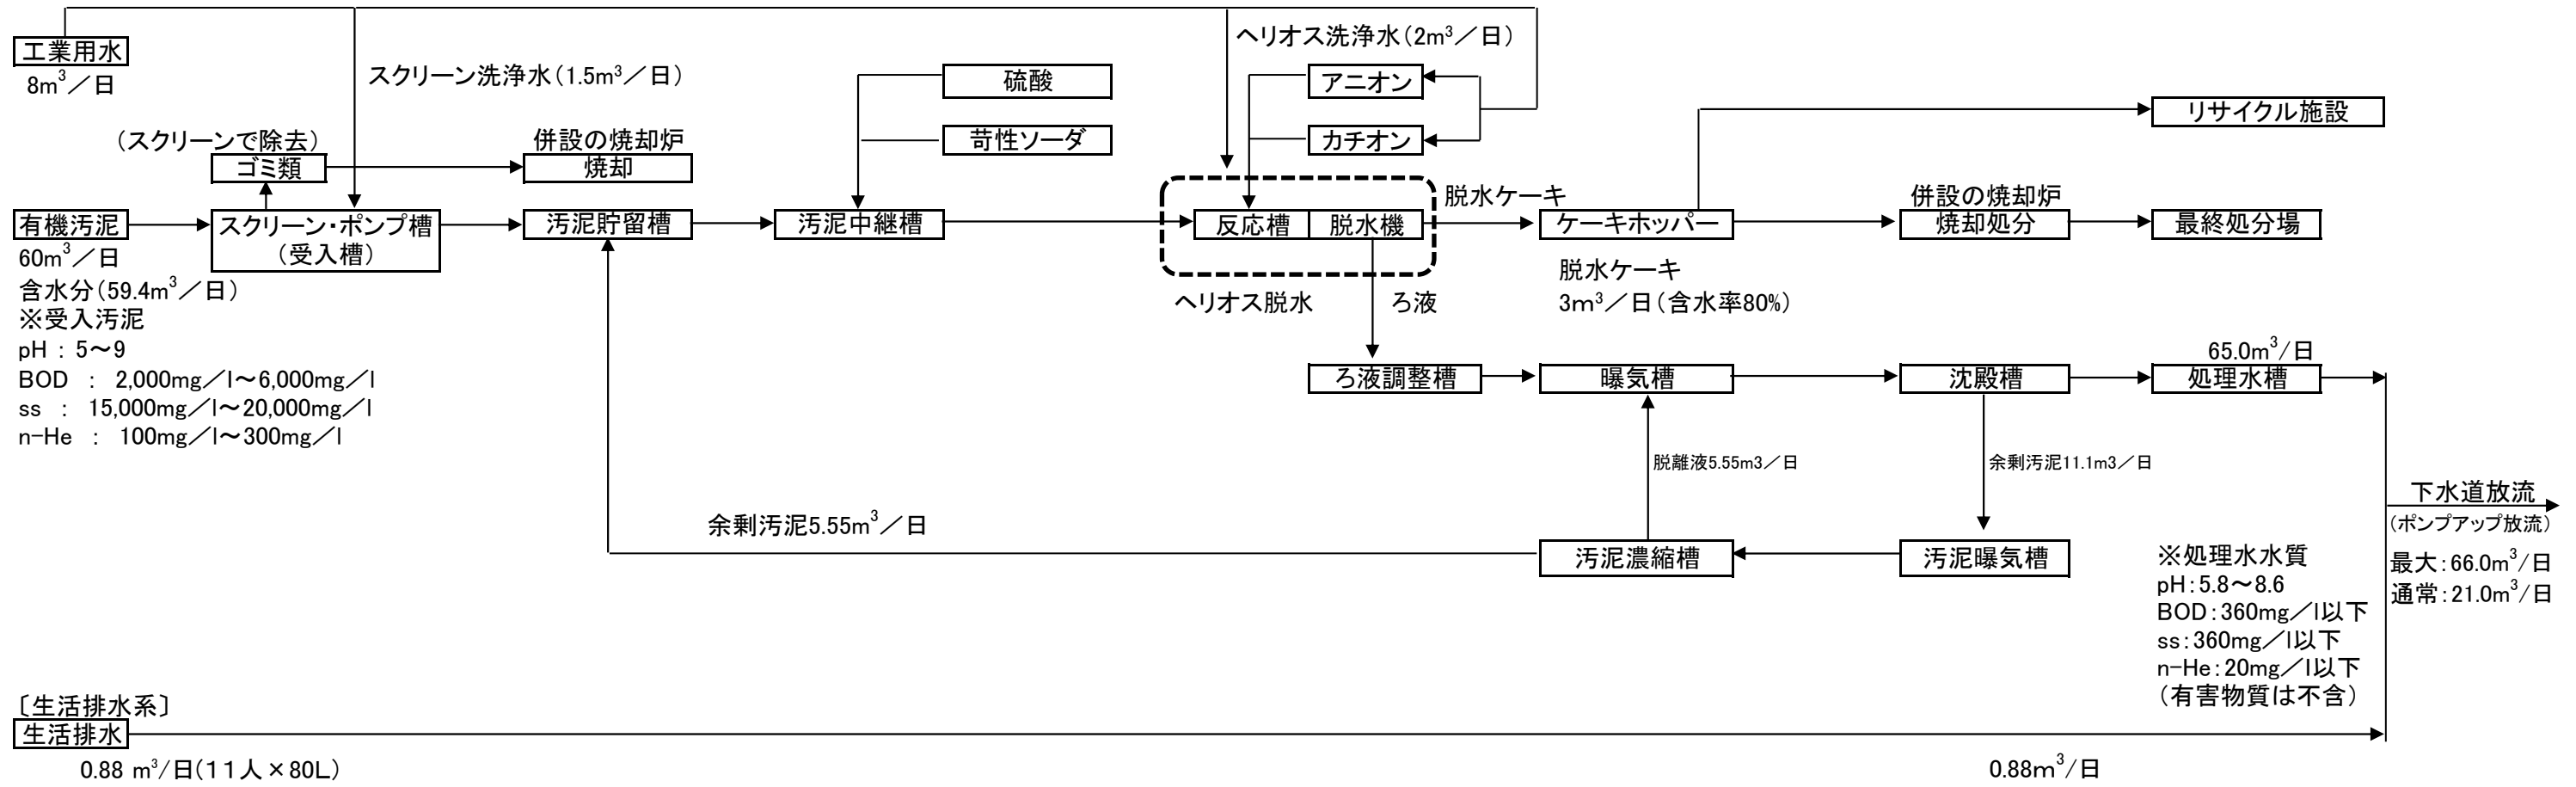 工業用水
8m³／日
スクリーン洗浄水（1.5m³／日）
ヘリオス洗浄水（2m³／日）
硫酸
苛性ソーダ
アニオン
カチオン
リサイクル施設
（スクリーンで除去）
ゴミ類
併設の焼却炉
焼却
有機汚泥
60m³／日
含水分（59.4m³／日）
※受入汚泥
pH ： 5～9
BOD ： 2,000mg／l～6,000mg／l
ss ： 15,000mg／l～20,000mg／l
n-He ： 100mg／l～300mg／l
スクリーン・ポンプ槽
（受入槽）
汚泥貯留槽
汚泥中継槽
反応槽
脱水機
ヘリオス脱水
ろ液
脱水ケーキ
ケーキホッパー
脱水ケーキ
3ｍ³／日（含水率80%）
併設の焼却炉
焼却処分
最終処分場
ろ液調整槽
曝気槽
沈殿槽
65.0m³/日
処理水槽
脱離液5.55m3／日
余剰汚泥11.1m3／日
余剰汚泥5.55m³／日
汚泥濃縮槽
汚泥曝気槽
下水道放流
（ポンプアップ放流）
最大：66.0m³/日
通常：21.0m³/日
※処理水水質
pH：5.8～8.6
BOD：360mg／l以下
ss：360mg／l以下
n-He：20mg／l以下
（有害物質は不含）
〔生活排水系〕
生活排水
0.88 m³/日（１１人×80L）
0.88ｍ³/日